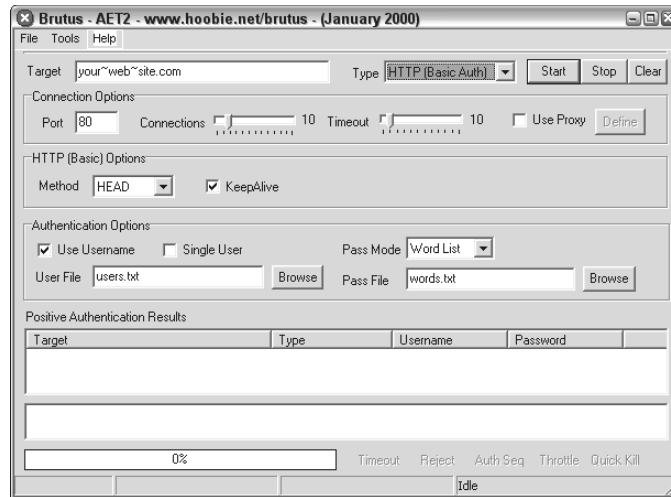 Brutus - AET2 - www.hoobie.net/brutus - (January 2000)
File Tools Help
Target your~web~site.com Type HTTP (Basic Auth) Start Stop Clear
Connection Options
Port 80 Connections 10 Timeout 10 Use Proxy Define
HTTP (Basic) Options
Method HEAD KeepAlive
Authentication Options
Use Username Single User Pass Mode Word List
User File users.txt Browse Pass File words.txt Browse
Positive Authentication Results
Target Type Username Password
0% Timeout Reject Auth Seq Throttle Quick Kill
Idle